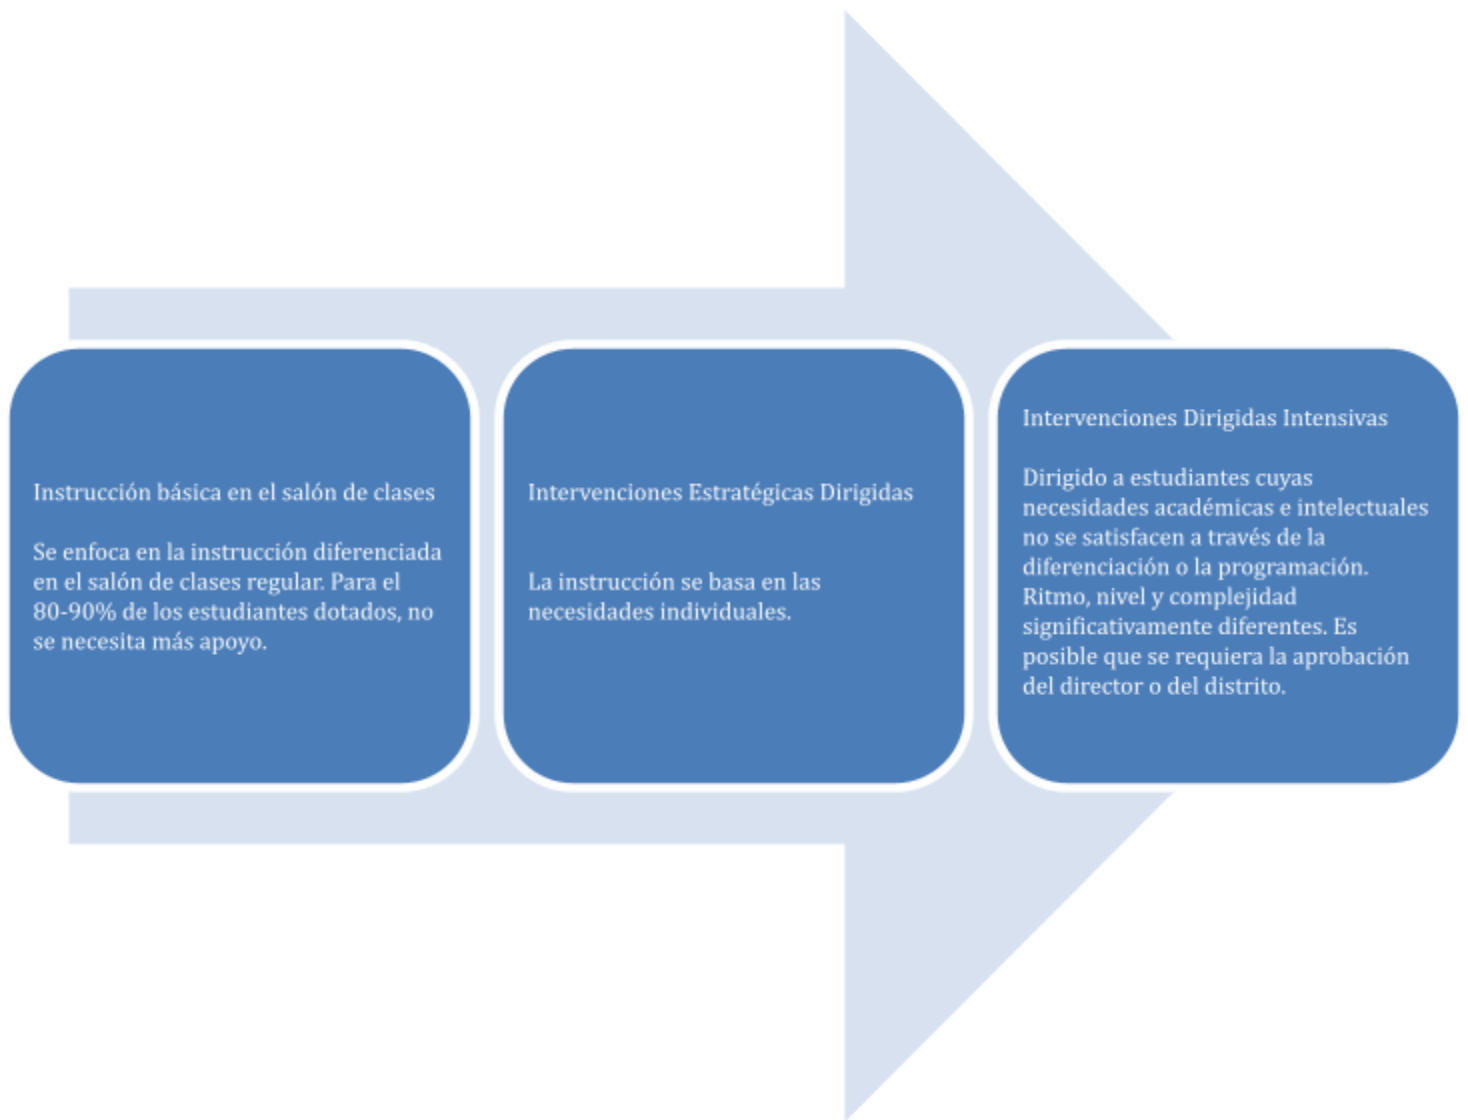 Instrucción básica en el salón de clases
Se enfoca en la instrucción diferenciada
en el salón de clases regular. Para el
80-90% de los estudiantes dotados, no
se necesita más apoyo.
Intervenciones Estratégicas Dirigidas
La instrucción se basa en las
necesidades individuales.
Intervenciones Dirigidas Intensivas
Dirigido a estudiantes cuyas
necesidades académicas e intelectuales
no se satisfacen a través de la
diferenciación o la programación.
Ritmo, nivel y complejidad
significativamente diferentes. Es
posible que se requiera la aprobación
del director o del distrito.